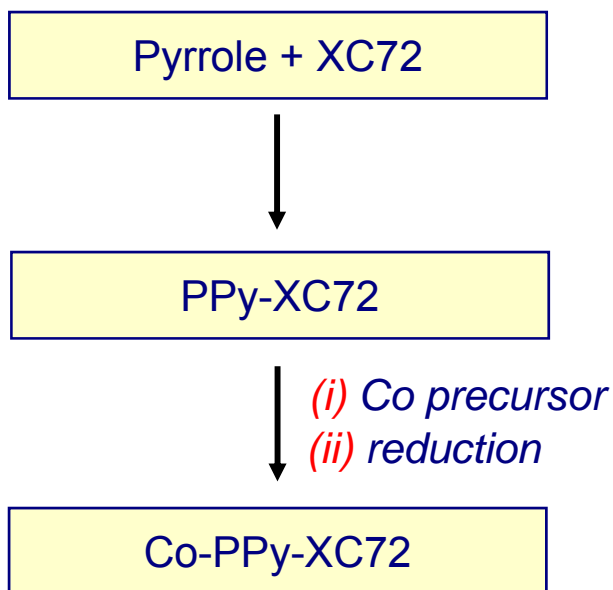 Pyrrole + XC72
PPy-XC72
(i) Co precursor
(ii) reduction
Co-PPy-XC72